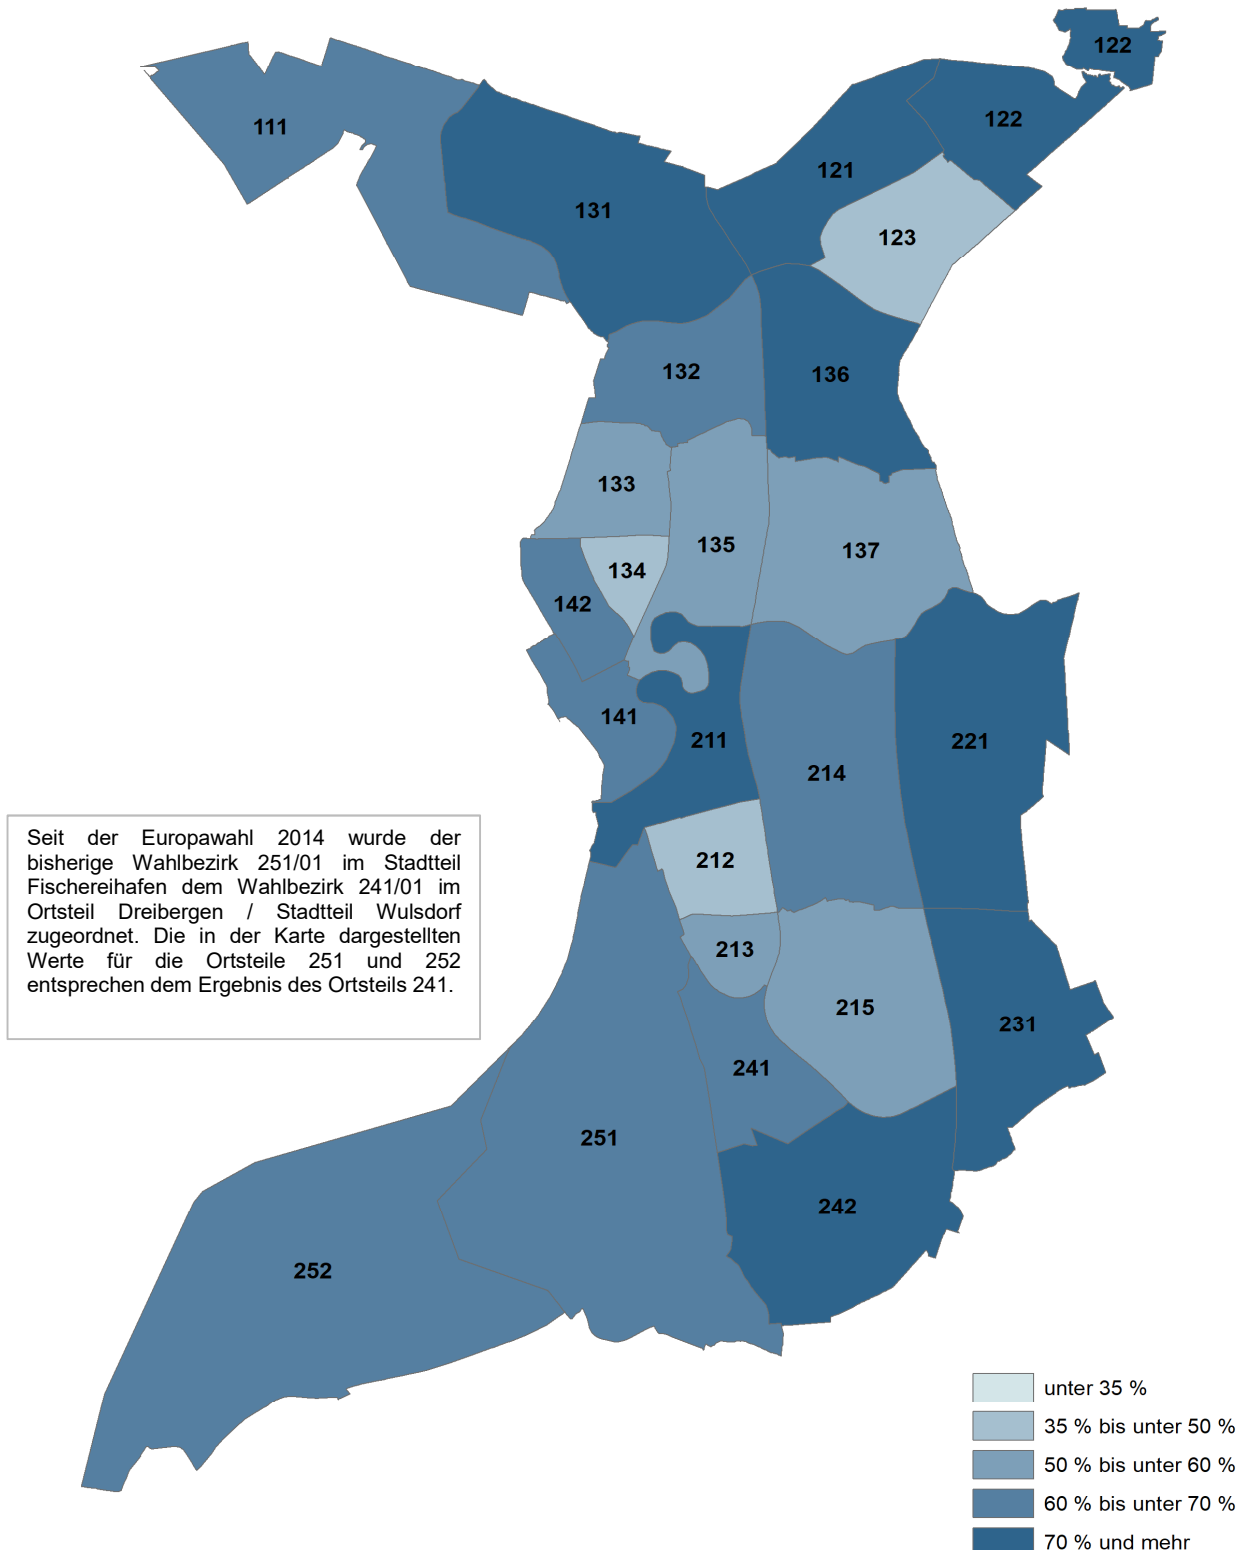 122
122
111
121
131
123
132
136
133
135
137
134
142
141
211
221
214
Seit der Europawahl 2014 wurde der
bisherige Wahlbezirk 251/01 im Stadtteil
Fischereihafen dem Wahlbezirk 241/01 im
Ortsteil Dreibergen / Stadtteil Wulsdorf
zugeordnet. Die in der Karte dargestellten
Werte für die Ortsteile 251 und 252
entsprechen dem Ergebnis des Ortsteils 241.
212
213
215
231
241
251
242
252
unter 35 %
35 % bis unter 50 %
50 % bis unter 60 %
60 % bis unter 70 %
70 % und mehr